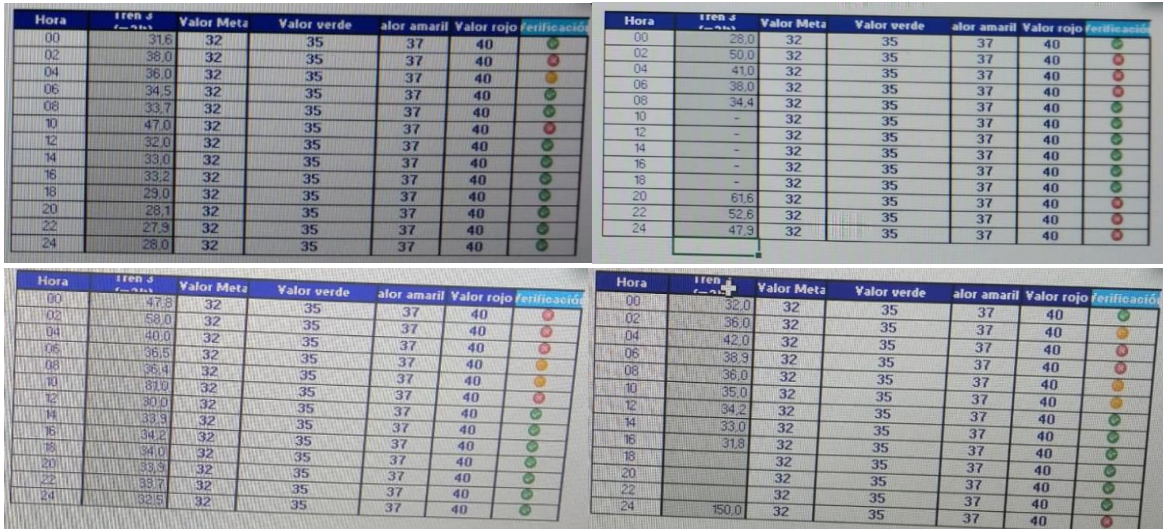 Hora Tren 3 Valor Meta Valor verde alor amaril Valor rojo erificació
00 31,6 32 35 37 40
02 38,0 32 35 37 40
04 36,0 32 35 37 40
06 34,5 32 35 37 40
08 33,7 32 35 37 40
10 47,0 32 35 37 40
12 32,0 32 35 37 40
14 33,0 32 35 37 40
16 33,2 32 35 37 40
18 29,0 32 35 37 40
20 28,1 32 35 37 40
22 27,9 32 35 37 40
24 28,0 32 35 37 40
Hora Tren 3 Valor Meta Valor verde alor amaril Valor rojo erificació
00 28,0 32 35 37 40
02 50,0 32 35 37 40
04 41,0 32 35 37 40
06 38,0 32 35 37 40
08 34,4 32 35 37 40
10 - 32 35 37 40
12 - 32 35 37 40
14 - 32 35 37 40
16 - 32 35 37 40
18 - 32 35 37 40
20 61,6 32 35 37 40
22 52,6 32 35 37 40
24 47,9 32 35 37 40
Hora Tren 3 Valor Meta Valor verde alor amaril Valor rojo erificació
00 47,8 32 35 37 40
02 58,0 32 35 37 40
04 40,0 32 35 37 40
06 36,5 32 35 37 40
08 36,4 32 35 37 40
10 81,0 32 35 37 40
12 30,0 32 35 37 40
14 33,9 32 35 37 40
16 34,2 32 35 37 40
18 34,0 32 35 37 40
20 33,9 32 35 37 40
22 33,7 32 35 37 40
24 32,5 32 35 37 40
Hora Tren Valor Meta Valor verde alor amaril Valor rojo erificació
00 32,0 32 35 37 40
02 36,0 32 35 37 40
04 42,0 32 35 37 40
06 38,9 32 35 37 40
08 36,0 32 35 37 40
10 35,0 32 35 37 40
12 34,2 32 35 37 40
14 33,0 32 35 37 40
16 31,8 32 35 37 40
18 32 35 37 40
20 32 35 37 40
22 32 35 37 40
24 150,0 32 35 37 40